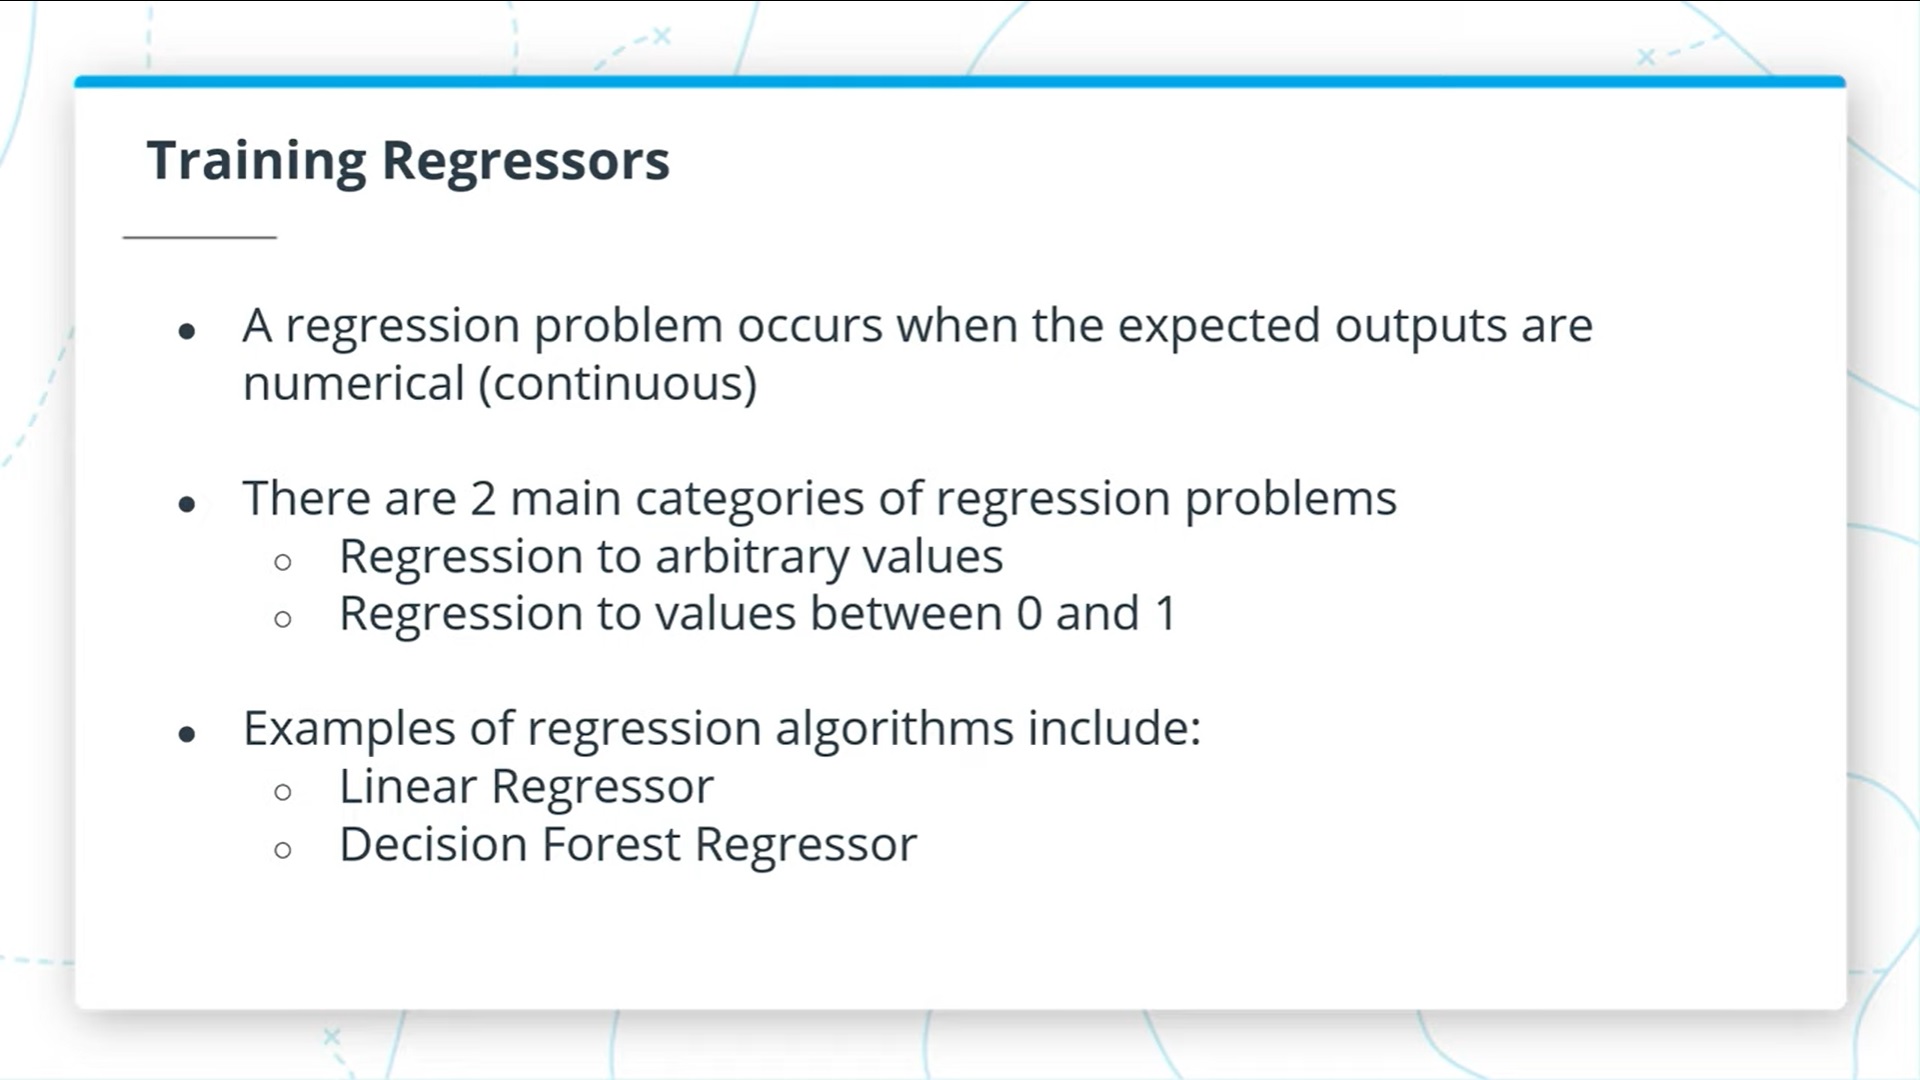 Training Regressors
● A regression problem occurs when the expected outputs are
numerical (continuous)
● There are 2 main categories of regression problems
○ Regression to arbitrary values
○ Regression to values between 0 and 1
● Examples of regression algorithms include:
○ Linear Regressor
○ Decision Forest Regressor